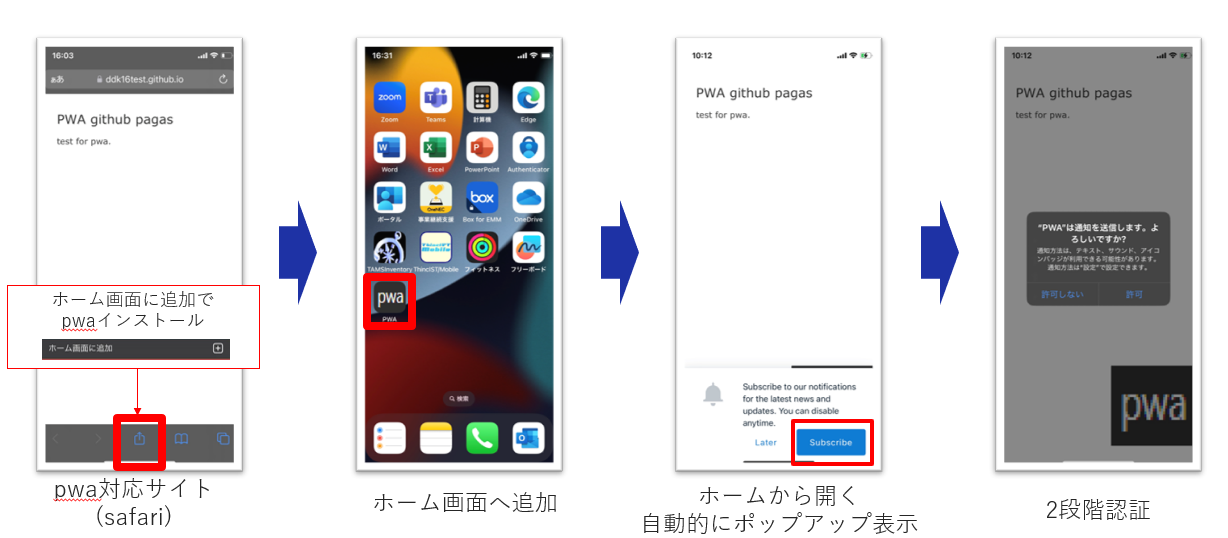 16:03
ぁあ
ddk16test.github.io
PWA github pagas
test for pwa.
ホーム画面に追加で
pwaインストール
ホーム画面に追加
pwa対応サイト
(safari)
16:31
zoom
Zoom
Teams
計算機
Edge
Word
Excel
PowerPoint
Authenticator
ポータル
OneHEC
事業継続支援
box
Box for EMM
OneDrive
TAMSInventory
ThinclST/Mobile
フィットネス
フリーボード
pwa
PWA
検索
ホーム画面へ追加
10:12
PWA github pagas
test for pwa.
Subscribe to our notifications
for the latest news and
updates. You can disable
anytime.
Later
Subscribe
ホームから開く
自動的にポップアップ表示
10:12
PWA github pagas
test for pwa.
“PWA”は通知を送信します。よ
ろしいですか?
通知方法は、テキスト、サウンド、アイコ
ンバッジが利用できる可能性があります。
通知方法は“設定”で設定できます。
許可しない
許可
pwa
2段階認証